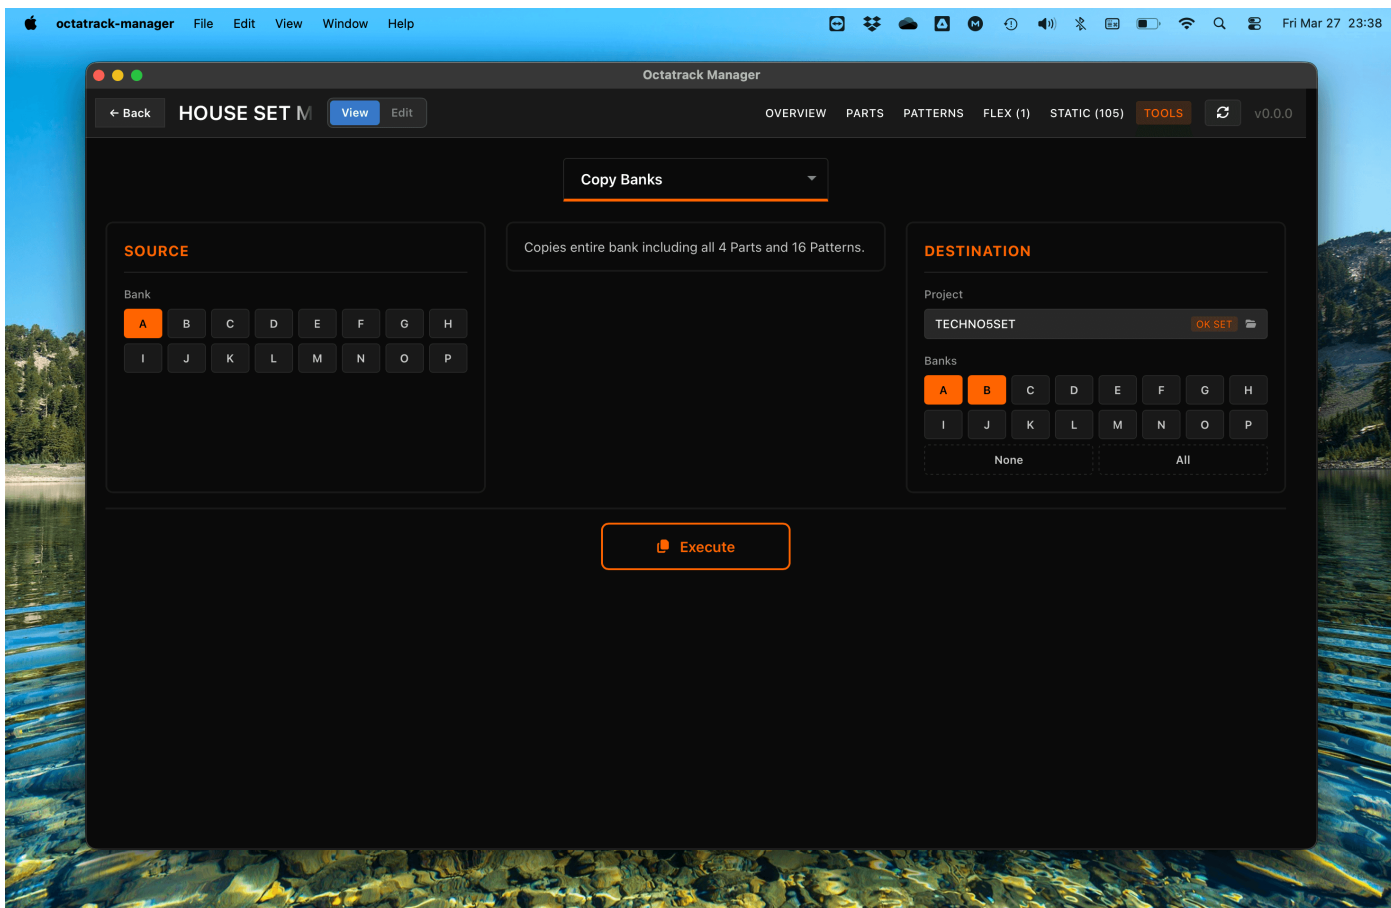 octatrack-manager File Edit View Window Help Fri Mar 27 23:38
Octatrack Manager
← Back HOUSE SET M View Edit OVERVIEW PARTS PATTERNS FLEX (1) STATIC (105) TOOLS v0.0.0
Copy Banks
SOURCE
Bank
A B C D E F G H
I J K L M N O P
Copies entire bank including all 4 Parts and 16 Patterns.
DESTINATION
Project
TECHNO5SET OK SET
Banks
A B C D E F G H
I J K L M N O P
None All
Execute